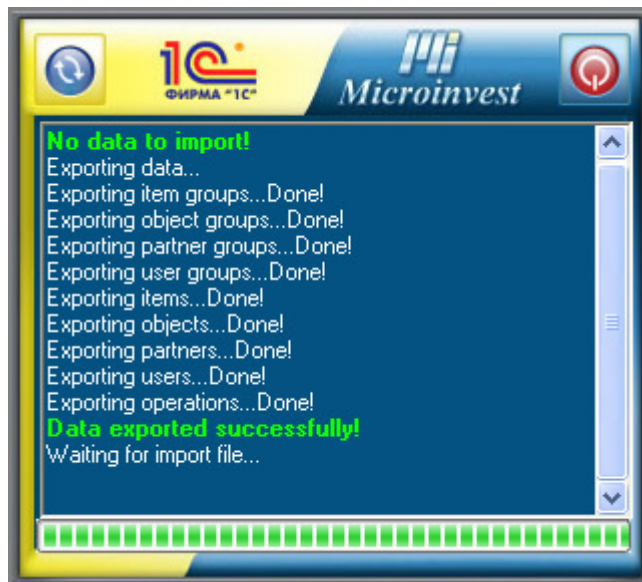 1С
ФИРМА "1С"
Microinvest
No data to import!
Exporting data...
Exporting item groups...Done!
Exporting object groups...Done!
Exporting partner groups...Done!
Exporting user groups...Done!
Exporting items...Done!
Exporting objects...Done!
Exporting partners...Done!
Exporting users...Done!
Exporting operations...Done!
Data exported successfully!
Waiting for import file...